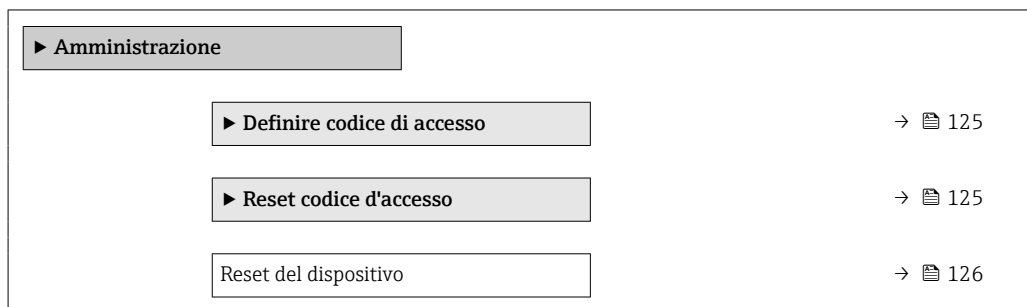 ▶ Amministrazione
▶ Definire codice di accesso → 🖹 125
▶ Reset codice d'accesso → 🖹 125
Reset del dispositivo → 🖹 126